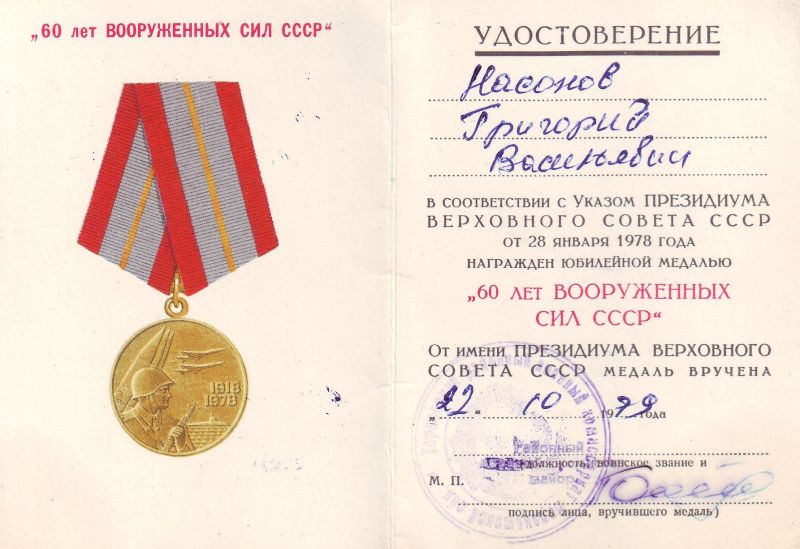 „60 лет ВООРУЖЕННЫХ СИЛ СССР“
1918
1978
УДОСТОВЕРЕНИЕ
Насонов
Григорий
Васильевич
В СООТВЕТСТВИИ С УКАЗОМ ПРЕЗИДИУМА
ВЕРХОВНОГО СОВЕТА СССР
ОТ 28 ЯНВАРЯ 1978 ГОДА
НАГРАЖДЕН ЮБИЛЕЙНОЙ МЕДАЛЬЮ
„60 ЛЕТ ВООРУЖЕННЫХ
СИЛ СССР“
ОТ ИМЕНИ ПРЕЗИДИУМА ВЕРХОВНОГО
СОВЕТА СССР МЕДАЛЬ ВРУЧЕНА
„22“ 10 1979 года
районный
(должность, воинское звание и
майор
М. П.
подпись лица, вручившего медаль)